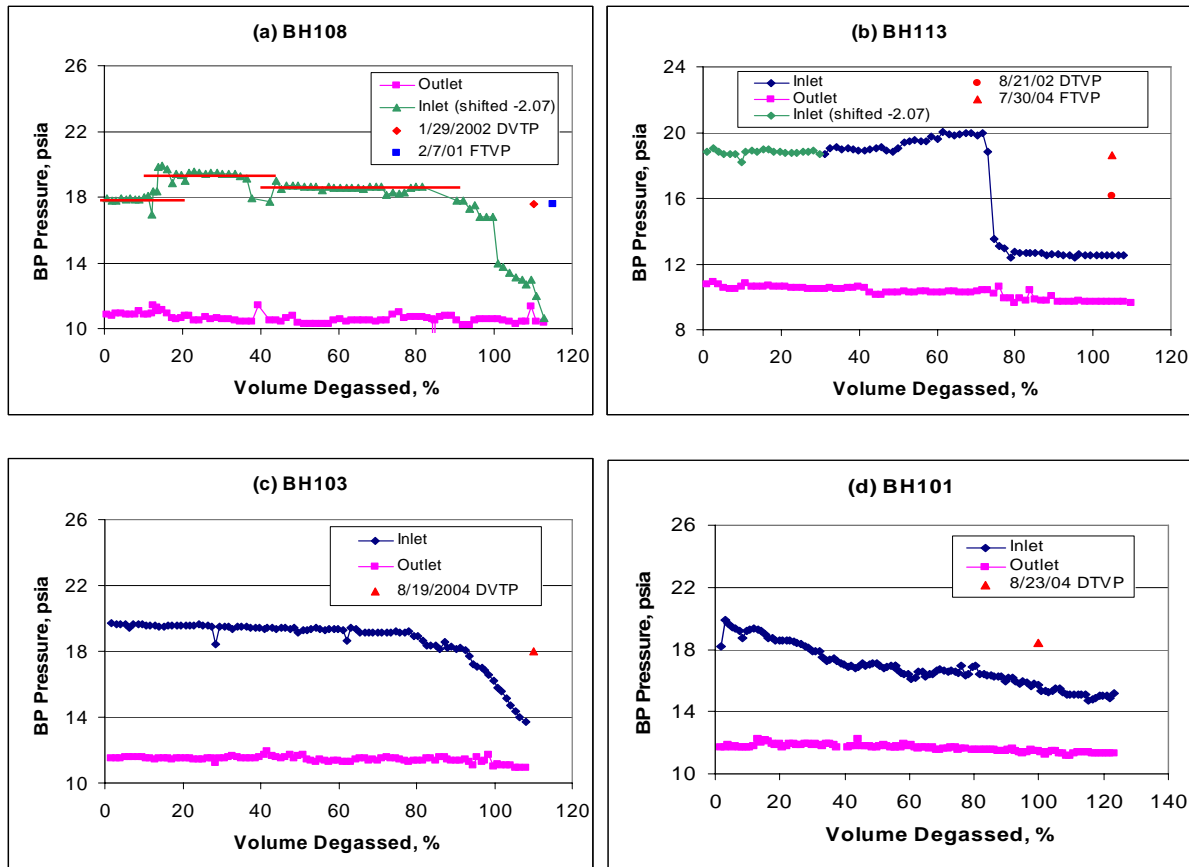 (a) BH108
BP Pressure, psia
26
22
18
14
10
Outlet
Inlet (shifted -2.07)
1/29/2002 DVTP
2/7/01 FTVP
0 20 40 60 80 100 120
Volume Degassed, %
(b) BH113
BP Pressure, psia
24
20
16
12
8
Inlet
Outlet
Inlet (shifted -2.07)
8/21/02 DTVP
7/30/04 FTVP
0 20 40 60 80 100 120
Volume Degassed, %
(c) BH103
BP Pressure, psia
26
22
18
14
10
Inlet
Outlet
8/19/2004 DVTP
0 20 40 60 80 100 120
Volume Degassed, %
(d) BH101
BP Pressure, psia
26
22
18
14
10
Inlet
Outlet
8/23/04 DTVP
0 20 40 60 80 100 120 140
Volume Degassed, %